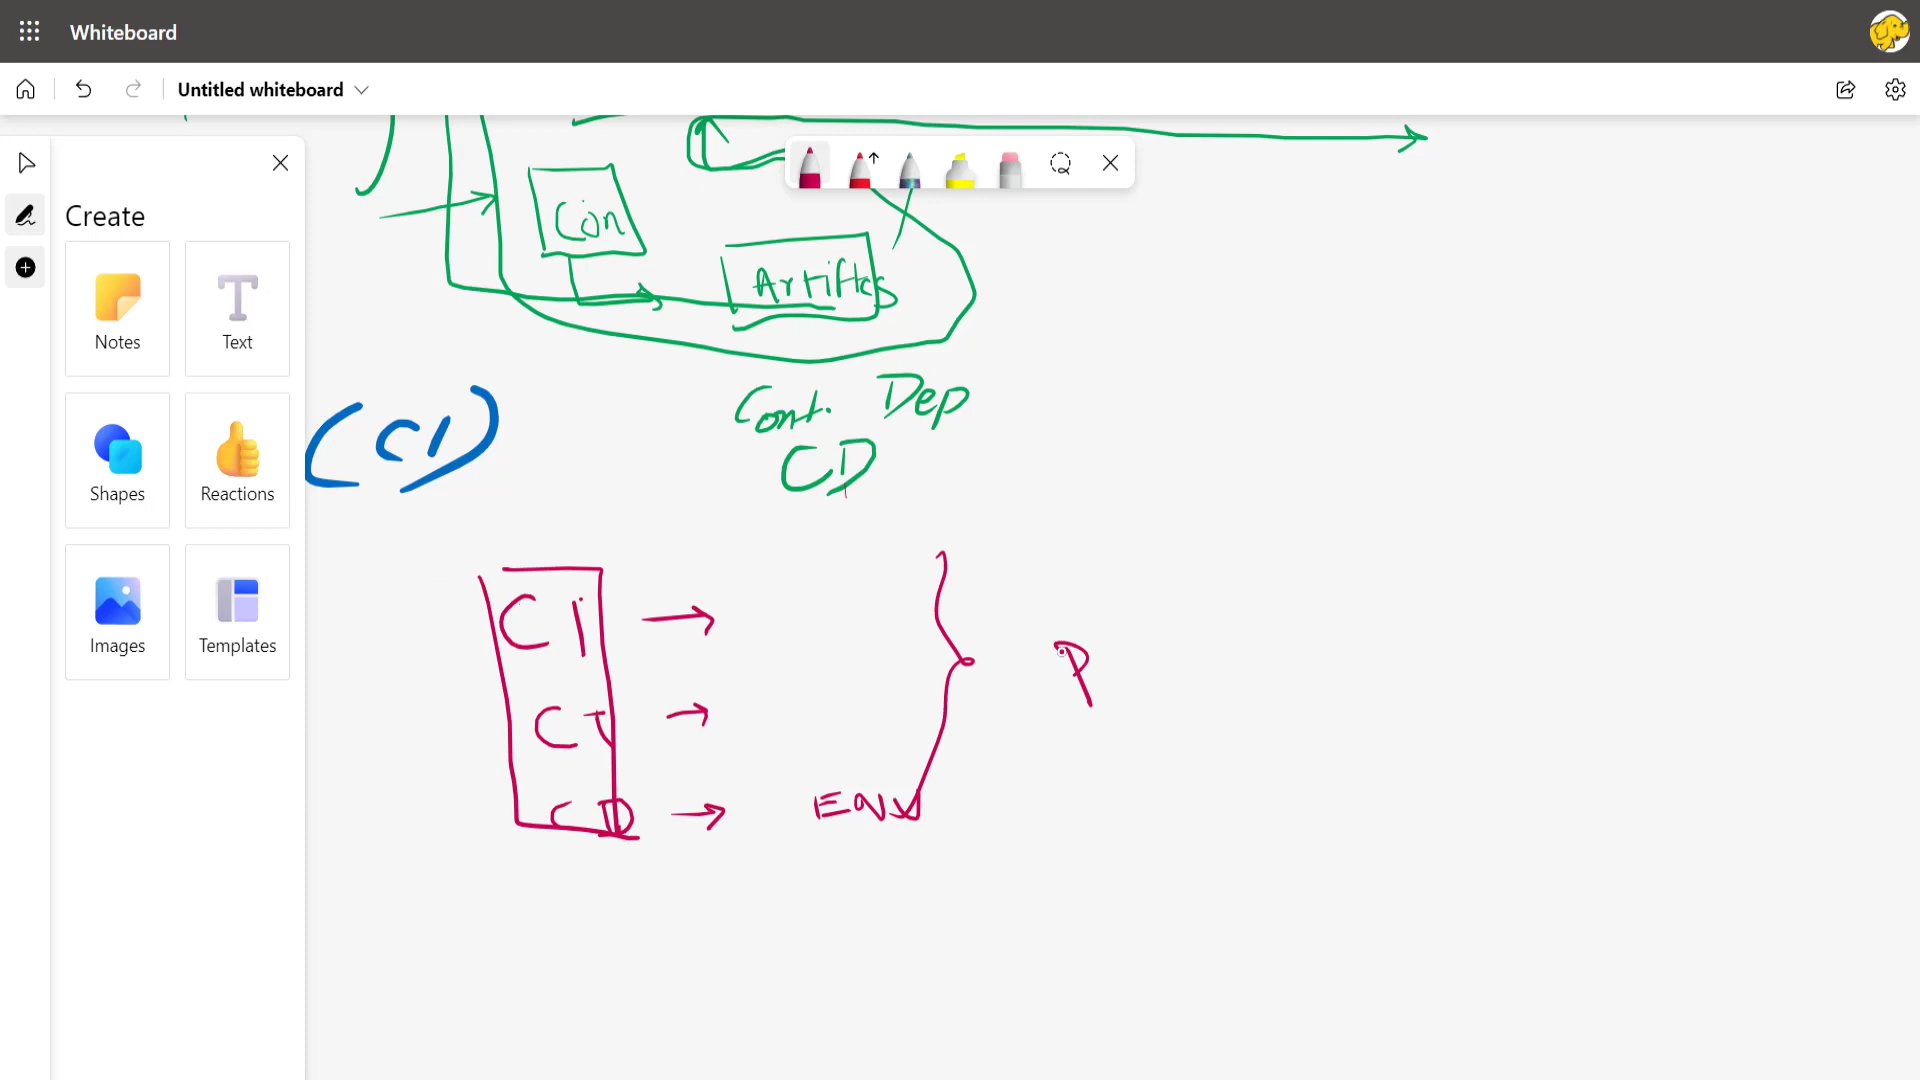 Whiteboard
Untitled whiteboard
Create
Notes
Text
Shapes
Reactions
Images
Templates
Con
Artiftcs
(CI)
Cont. Dep
CD
CI
CT
CD
Env
P